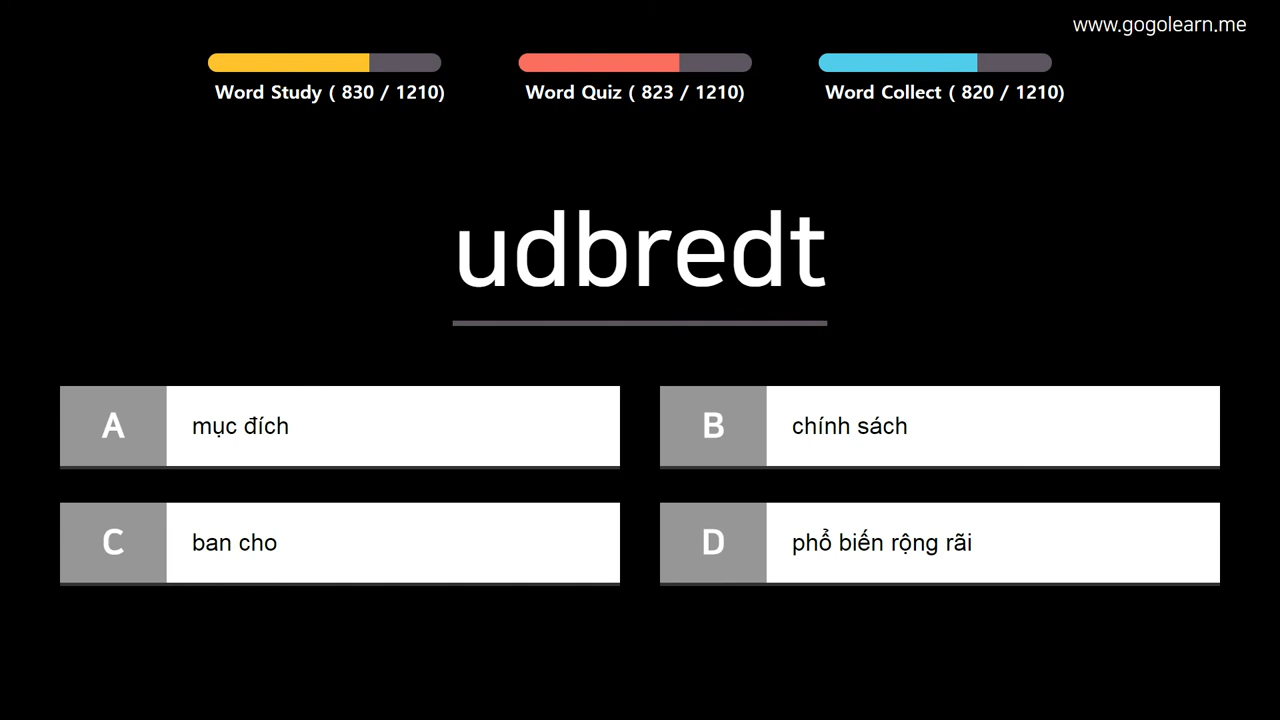 www.gogolearn.me
Word Study ( 830 / 1210)
Word Quiz ( 823 / 1210)
Word Collect ( 820 / 1210)
udbredt
A
mục đích
B
chính sách
C
ban cho
D
phổ biến rộng rãi